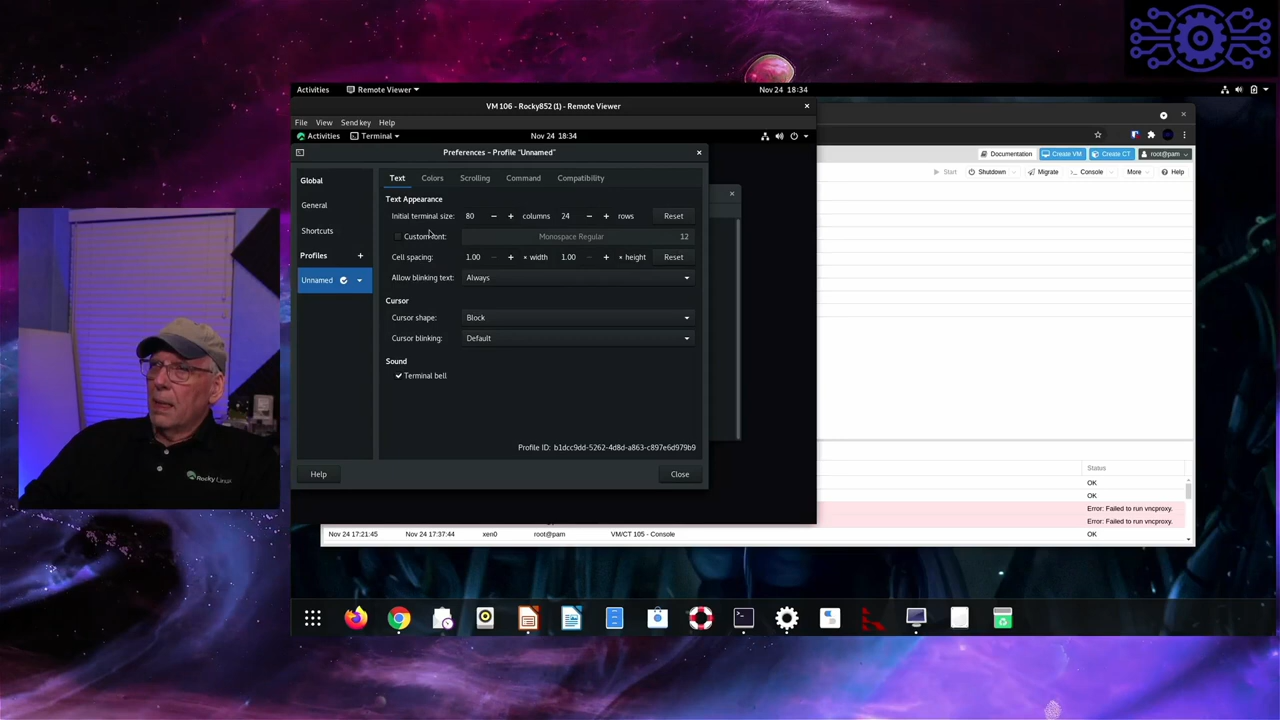 Activities Remote Viewer Nov 24 18:34
VM 106 - Rocky852 (1) - Remote Viewer
File View Send key Help
Activities Terminal Nov 24 18:34
Preferences – Profile "Unnamed"
Global
General
Shortcuts
Profiles
Unnamed
Text Colors Scrolling Command Compatibility
Text Appearance
Initial terminal size: 80 columns 24 rows Reset
Custom font: Monospace Regular 12
Cell spacing: 1.00 × width 1.00 × height Reset
Allow blinking text: Always
Cursor
Cursor shape: Block
Cursor blinking: Default
Sound
Terminal bell
Profile ID: b1dcc9dd-5262-4d8d-a863-c897e6d979b9
Help Close
Documentation Create VM Create CT root@pam
Start Shutdown Migrate Console More Help
Status
OK
OK
Error: Failed to run vncproxy.
Error: Failed to run vncproxy.
Nov 24 17:21:45 Nov 24 17:37:44 xen0 root@pam VM/CT 105 - Console OK
Rocky Linux